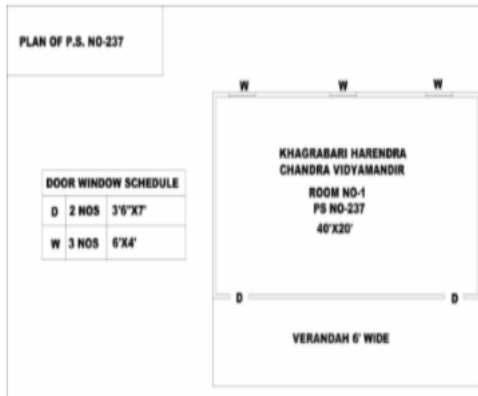 PLAN OF P.S. NO-237
W W W
KHAGRABARI HARENDRA
CHANDRA VIDYAMANDIR
ROOM NO-1
PS NO-237
40'X20'
DOOR WINDOW SCHEDULE
D 2 NOS 3'6"X7'
W 3 NOS 6'X4'
D D
VERANDAH 6' WIDE